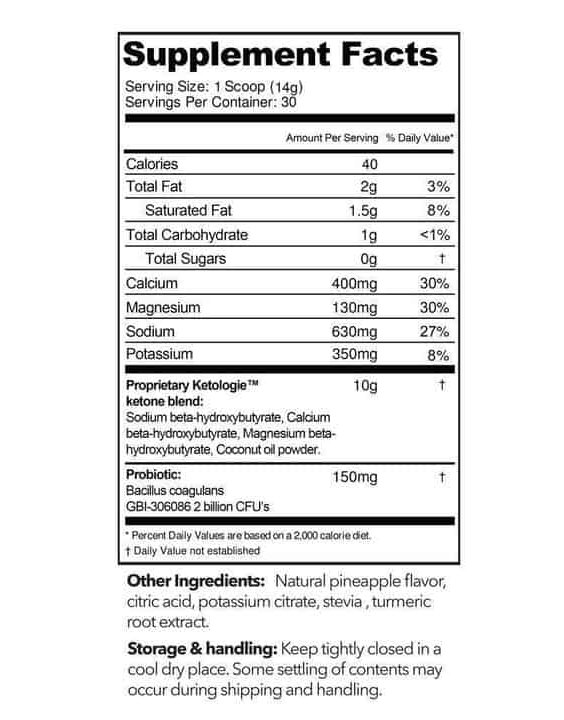 Supplement Facts
Serving Size: 1 Scoop (14g)
Servings Per Container: 30
Amount Per Serving % Daily Value*
Calories 40
Total Fat 2g 3%
Saturated Fat 1.5g 8%
Total Carbohydrate 1g <1%
Total Sugars 0g †
Calcium 400mg 30%
Magnesium 130mg 30%
Sodium 630mg 27%
Potassium 350mg 8%
Proprietary Ketologie™ 10g †
ketone blend:
Sodium beta-hydroxybutyrate, Calcium
beta-hydroxybutyrate, Magnesium beta-
hydroxybutyrate, Coconut oil powder.
Probiotic: 150mg †
Bacillus coagulans
GBI-306086 2 billion CFU's
* Percent Daily Values are based on a 2,000 calorie diet.
† Daily Value not established
Other Ingredients: Natural pineapple flavor,
citric acid, potassium citrate, stevia , turmeric
root extract.
Storage & handling: Keep tightly closed in a
cool dry place. Some settling of contents may
occur during shipping and handling.